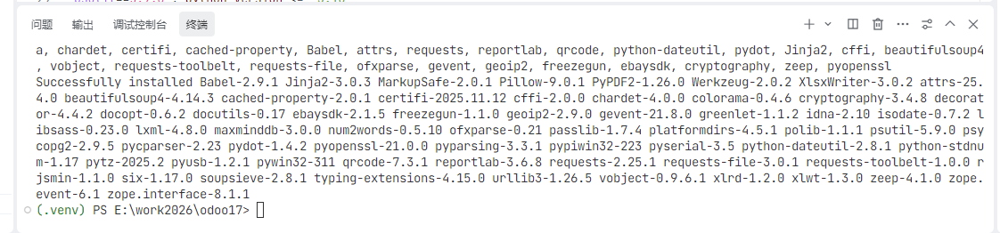 问题 输出 调试控制台 终端
a, chardet, certifi, cached-property, Babel, attrs, requests, reportlab, qrcode, python-dateutil, pydot, Jinja2, cffi, beautifulsoup4
, vobject, requests-toolbelt, requests-file, ofxparse, gevent, geoip2, freezegun, ebaysdk, cryptography, zeep, pyopenssl
Successfully installed Babel-2.9.1 Jinja2-3.0.3 MarkupSafe-2.0.1 Pillow-9.0.1 PyPDF2-1.26.0 Werkzeug-2.0.2 XlsxWriter-3.0.2 attrs-25.
4.0 beautifulsoup4-4.14.3 cached-property-2.0.1 certifi-2025.11.12 cffi-2.0.0 chardet-4.0.0 colorama-0.4.6 cryptography-3.4.8 decorat
or-4.4.2 docopt-0.6.2 docutils-0.17 ebaysdk-2.1.5 freezegun-1.1.0 geoip2-2.9.0 gevent-21.8.0 greenlet-1.1.2 idna-2.10 isodate-0.7.2 l
ibsass-0.23.0 lxml-4.8.0 maxminddb-3.0.0 num2words-0.5.10 ofxparse-0.21 passlib-1.7.4 platformdirs-4.5.1 polib-1.1.1 psutil-5.9.0 psy
copg2-2.9.5 pycparser-2.23 pydot-1.4.2 pyopenssl-21.0.0 pyparsing-3.3.1 pypiwin32-223 pyserial-3.5 python-dateutil-2.8.1 python-stdnu
m-1.17 pytz-2025.2 pyusb-1.2.1 pywin32-311 qrcode-7.3.1 reportlab-3.6.8 requests-2.25.1 requests-file-3.0.1 requests-toolbelt-1.0.0 r
jsmin-1.1.0 six-1.17.0 soupsieve-2.8.1 typing-extensions-4.15.0 urllib3-1.26.5 vobject-0.9.6.1 xlrd-1.2.0 xlwt-1.3.0 zeep-4.1.0 zope.
event-6.1 zope.interface-8.1.1
(.venv) PS E:\work2026\odoo17>